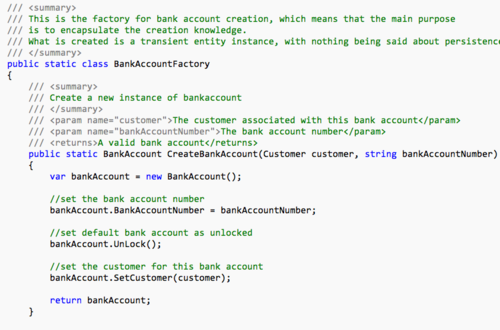 /// <summary>
/// This is the factory for bank account creation, which means that the main purpose
/// is to encapsulate the creation knowledge.
/// What is created is a transient entity instance, with nothing being said about persistence
/// </summary>
public static class BankAccountFactory
{
/// <summary>
/// Create a new instance of bankaccount
/// </summary>
/// <param name="customer">The customer associated with this bank account</param>
/// <param name="bankAccountNumber">The bank account number</param>
/// <returns>A valid bank account</returns>
public static BankAccount CreateBankAccount(Customer customer, string bankAccountNumber)
{
var bankAccount = new BankAccount();
//set the bank account number
bankAccount.BankAccountNumber = bankAccountNumber;
//set default bank account as unlocked
bankAccount.UnLock();
//set the customer for this bank account
bankAccount.SetCustomer(customer);
return bankAccount;
}